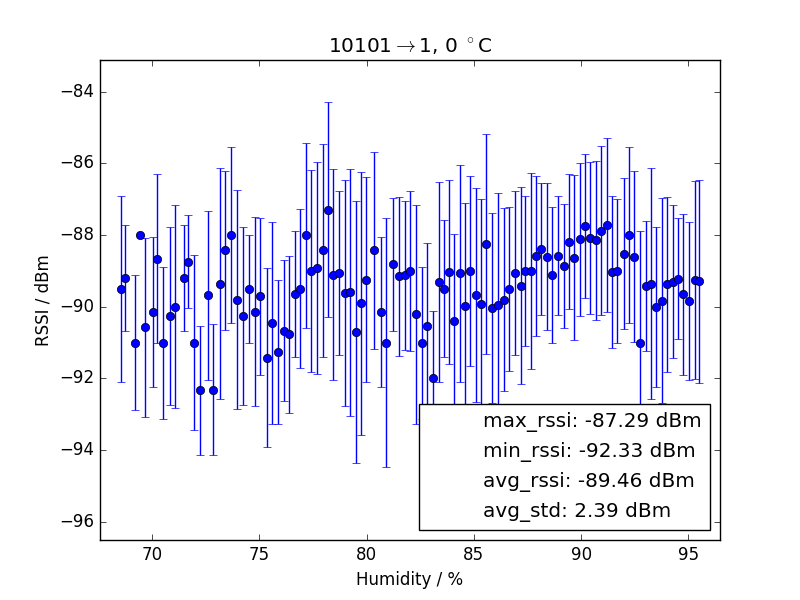 10101→1, 0 °C
−84
−86
−88
−90
−92
−94
−96
RSSI / dBm
max_rssi: -87.29 dBm
min_rssi: -92.33 dBm
avg_rssi: -89.46 dBm
avg_std: 2.39 dBm
70 75 80 85 90 95
Humidity / %